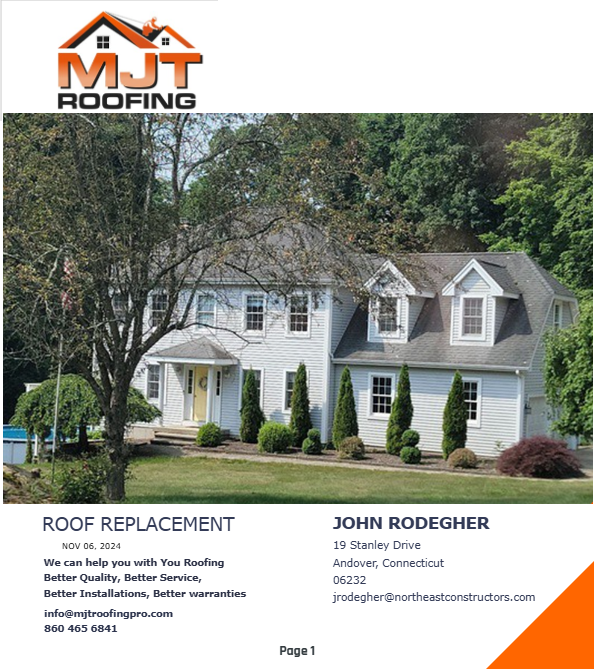 MJT
ROOFING
ROOF REPLACEMENT
NOV 06, 2024
We can help you with You Roofing
Better Quality, Better Service,
Better Installations, Better warranties
info@mjtroofingpro.com
860 465 6841
JOHN RODEGHER
19 Stanley Drive
Andover, Connecticut
06232
jrodegher@northeastconstructors.com
Page 1